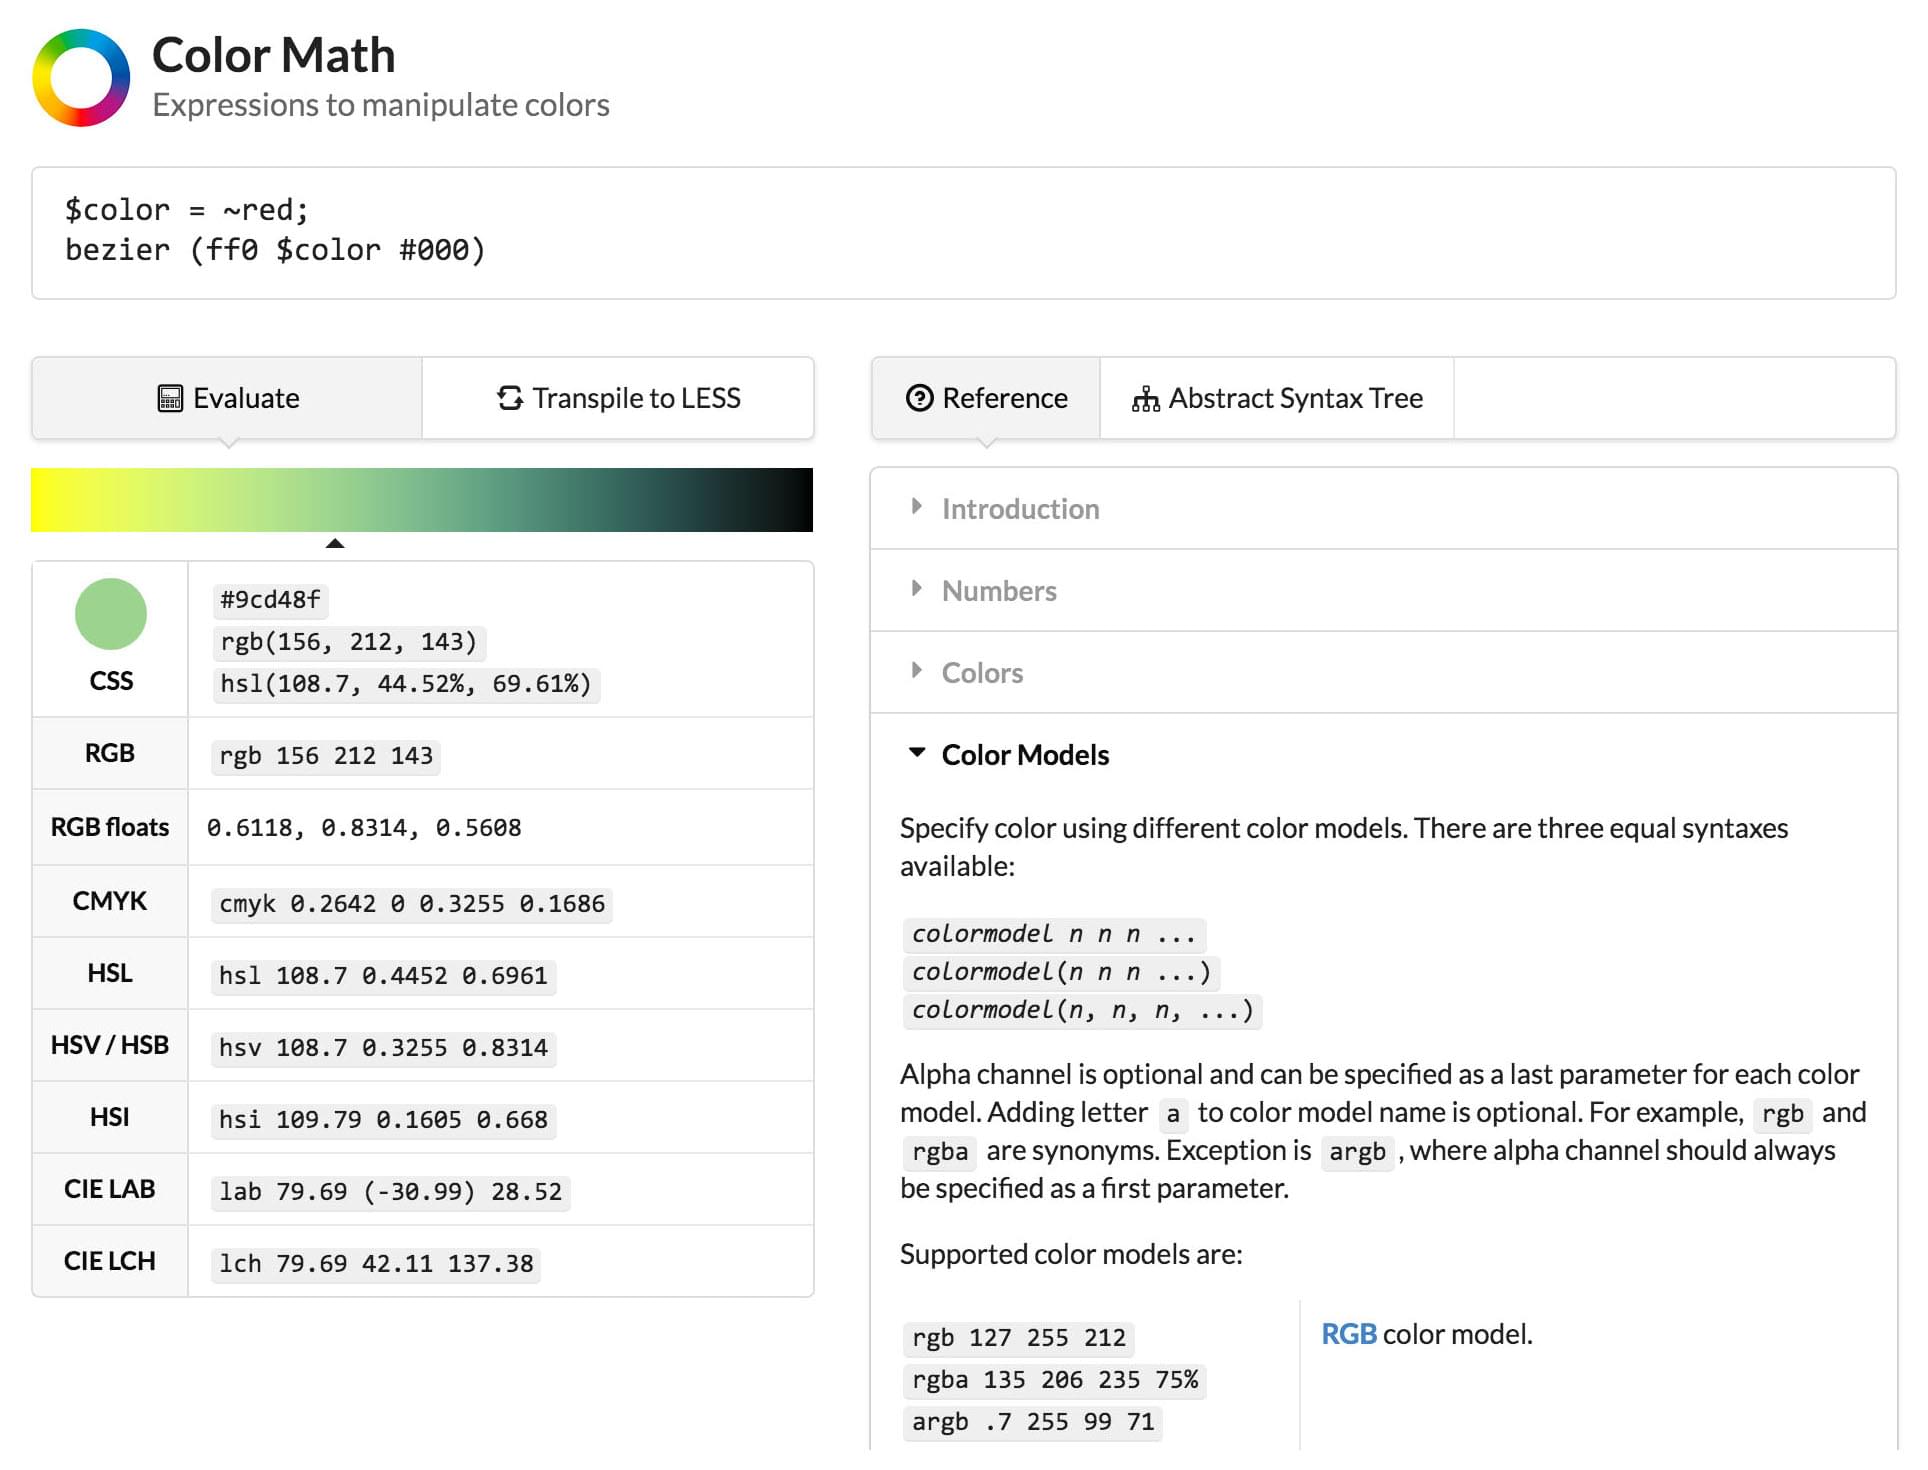 Color Math
Expressions to manipulate colors
$color = ~red;
bezier (ff0 $color #000)
Evaluate
Transpile to LESS
Reference
Abstract Syntax Tree
#9cd48f
rgb(156, 212, 143)
hsl(108.7, 44.52%, 69.61%)
CSS
RGB
rgb 156 212 143
RGB floats
0.6118, 0.8314, 0.5608
CMYK
cmyk 0.2642 0 0.3255 0.1686
HSL
hsl 108.7 0.4452 0.6961
HSV / HSB
hsv 108.7 0.3255 0.8314
HSI
hsi 109.79 0.1605 0.668
CIE LAB
lab 79.69 (-30.99) 28.52
CIE LCH
lch 79.69 42.11 137.38
Introduction
Numbers
Colors
Color Models
Specify color using different color models. There are three equal syntaxes
available:
colormodel n n n ...
colormodel(n n n ...)
colormodel(n, n, n, ...)
Alpha channel is optional and can be specified as a last parameter for each color
model. Adding letter a to color model name is optional. For example, rgb and
rgba are synonyms. Exception is argb , where alpha channel should always
be specified as a first parameter.
Supported color models are:
rgb 127 255 212
rgba 135 206 235 75%
argb .7 255 99 71
RGB color model.